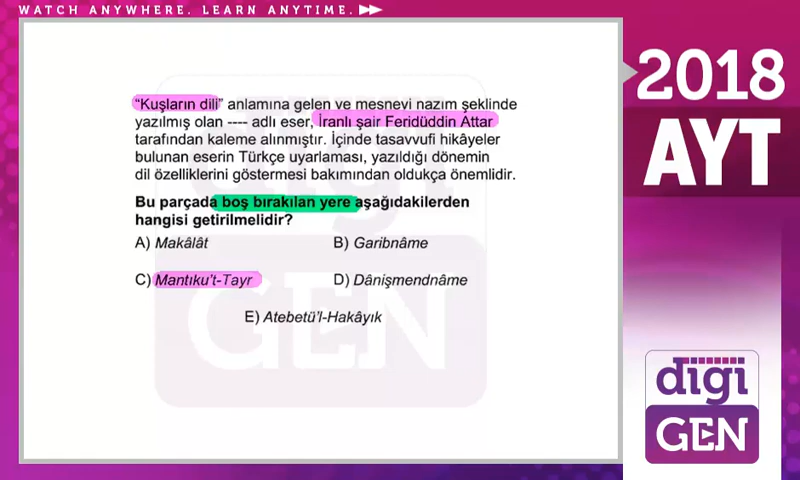 WATCH ANYWHERE. LEARN ANYTIME.
"Kuşların dili" anlamına gelen ve mesnevi nazım şeklinde
yazılmış olan ---- adlı eser, İranlı şair Feridüddin Attar
tarafından kaleme alınmıştır. İçinde tasavvufi hikâyeler
bulunan eserin Türkçe uyarlaması, yazıldığı dönemin
dil özelliklerini göstermesi bakımından oldukça önemlidir.
Bu parçada boş bırakılan yere aşağıdakilerden
hangisi getirilmelidir?
A) Makâlât
B) Garibnâme
C) Mantıku't-Tayr
D) Dânişmendnâme
E) Atebetü'l-Hakâyık
digi
GEN
2018
AYT
digi
GEN